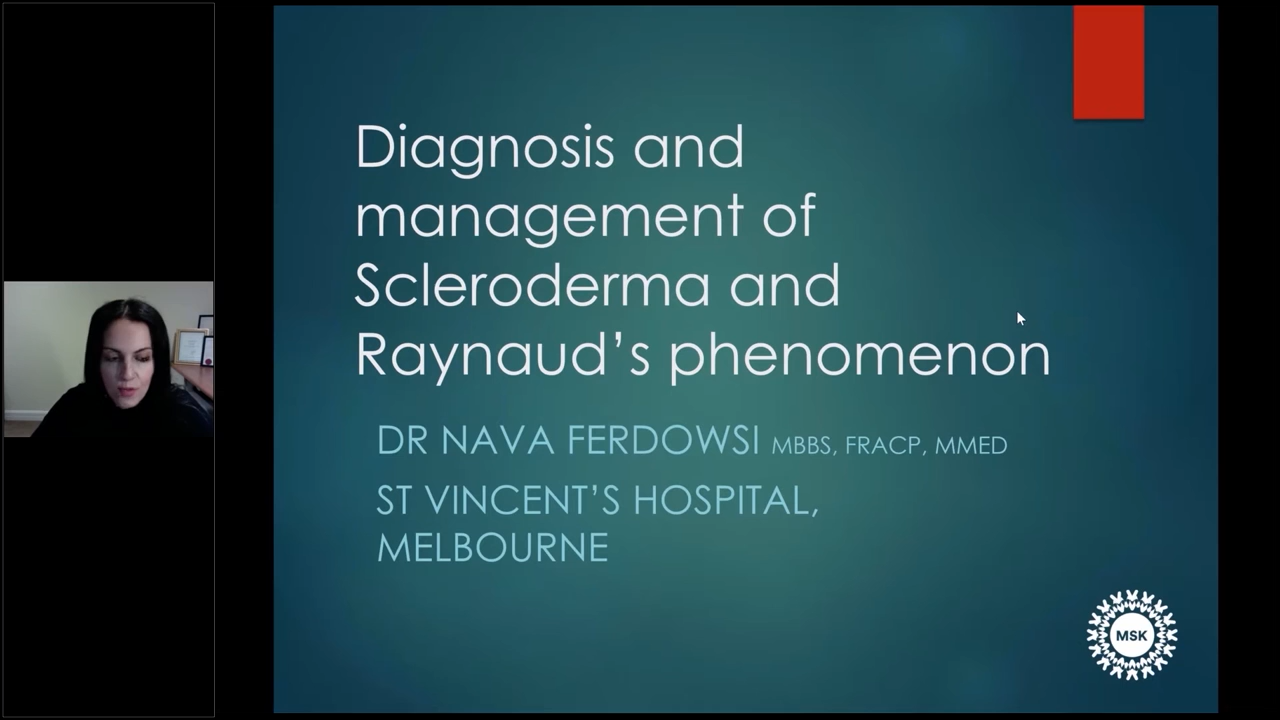 Diagnosis and
management of
Scleroderma and
Raynaud’s phenomenon
DR NAVA FERDOWSI MBBS, FRACP, MMED
ST VINCENT’S HOSPITAL,
MELBOURNE
MSK